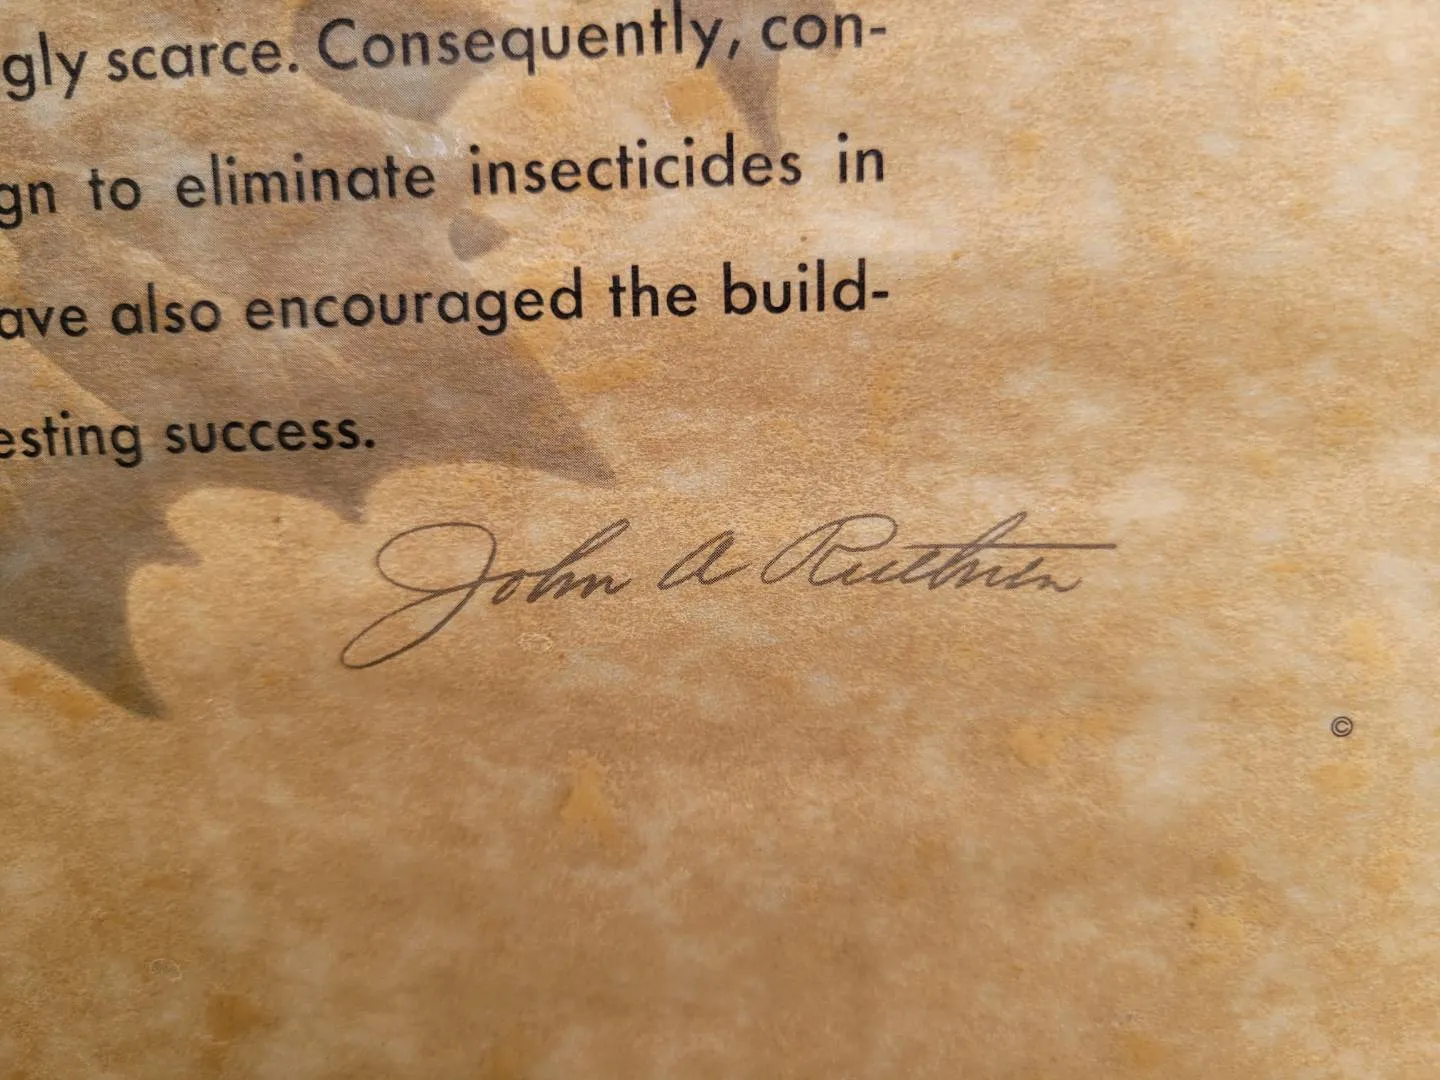 gly scarce. Consequently, con-
gn to eliminate insecticides in
ave also encouraged the build-
esting success.
John A Ruthven
©